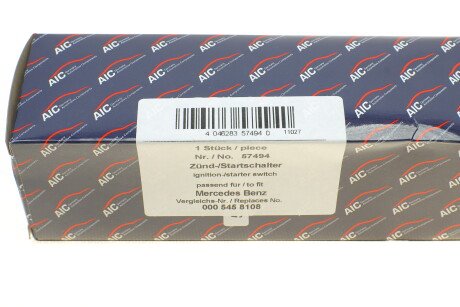 AIC
4 046283 57494 0 11027
1 Stück / piece
Nr. / No. 57494
Zünd-/Startschalter
ignition-/starter switch
passend für / to fit
Mercedes Benz
Vergleichs-Nr. / Replaces No.
000 545 8108